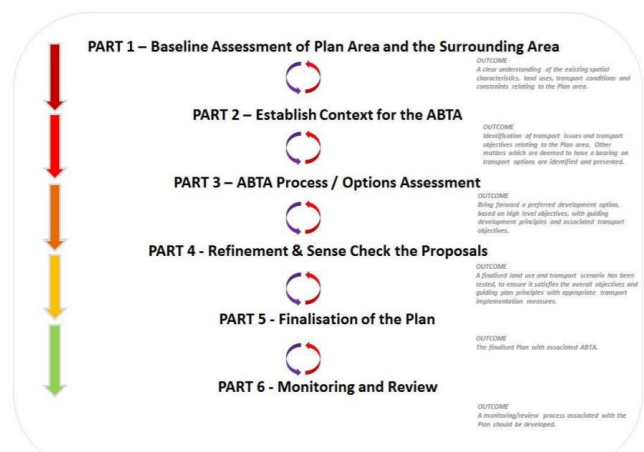 PART 1 – Baseline Assessment of Plan Area and the Surrounding Area
OUTCOME
A clear understanding of the existing spatial
characteristics, land uses, transport conditions and
constraints relating to the Plan area.
PART 2 – Establish Context for the ABTA
OUTCOME
Identification of transport issues and transport
objectives relating to the Plan area. Other
matters which are deemed to have a bearing on
transport options are identified and presented.
PART 3 – ABTA Process / Options Assessment
OUTCOME
Bring forward a preferred development option,
based on high level objectives, with guiding
development principles and associated transport
objectives.
PART 4 - Refinement & Sense Check the Proposals
OUTCOME
A finalised land use and transport scenario has been
tested, to ensure it satisfies the overall objectives and
guiding plan principles with appropriate transport
implementation measures.
PART 5 - Finalisation of the Plan
OUTCOME
The finalised Plan with associated ABTA.
PART 6 - Monitoring and Review
OUTCOME
A monitoring/review process associated with the
Plan should be developed.